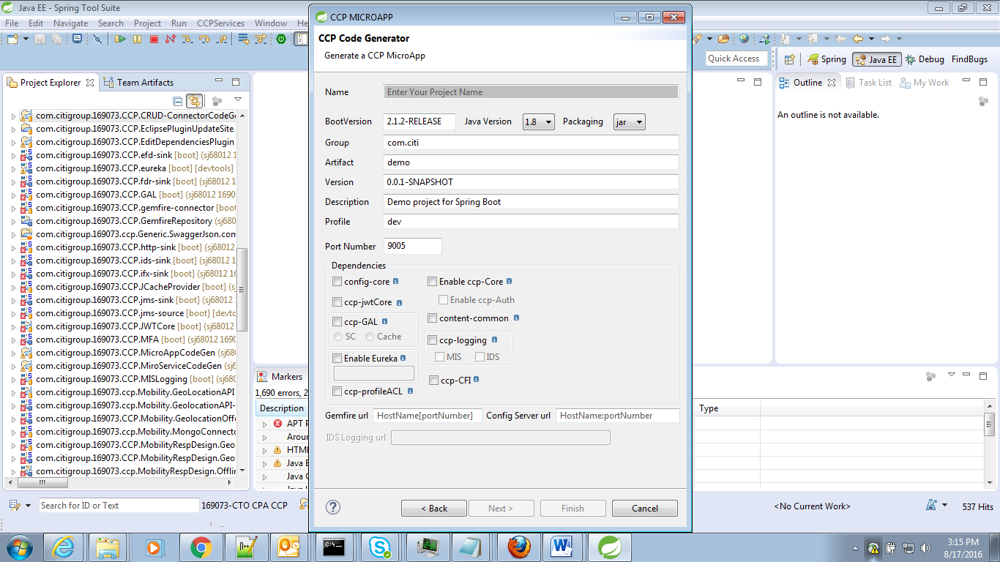 Java EE - Spring Tool Suite
File Edit Navigate Search Project Run CCPServices Window He
Quick Access
Spring Java EE Debug FindBugs
Project Explorer Team Artifacts
com.citigroup.169073.CCP.CRUD-ConnectorCodeGe
com.citigroup.169073.CCP.EclipsePluginUpdateSite
com.citigroup.169073.CCP.EditDependenciesPlugin
com.citigroup.169073.CCP.efd-sink [boot] (sj68012 1
com.citigroup.169073.CCP.eureka [boot] [devtools]
com.citigroup.169073.CCP.fdr-sink [boot] (sj68012 1
com.citigroup.169073.CCP.GAL [boot] (sj68012 1690
com.citigroup.169073.CCP.gemfire-connector [boot
com.citigroup.169073.CCP.GemfireRepository (sj680
com.citigroup.169073.ccp.Generic.SwaggerJson.com
com.citigroup.169073.CCP.http-sink [boot] (sj68012
com.citigroup.169073.CCP.ids-sink [boot] (sj68012 1
com.citigroup.169073.CCP.ifx-sink [boot] (sj68012 1
com.citigroup.169073.CCP.JCacheProvider [boot] (s
com.citigroup.169073.CCP.jms-sink [boot] (sj68012
com.citigroup.169073.CCP.jms-source [boot] [devto
com.citigroup.169073.CCP.JWTCore [boot] (sj68012
com.citigroup.169073.CCP.MFA [boot] (sj68012 1690
com.citigroup.169073.CCP.MicroAppCodeGen (sj68
com.citigroup.169073.CCP.MiroServiceCodeGen (sj6
com.citigroup.169073.CCP.MISLogging [boot] (sj680
com.citigroup.169073.ccp.Mobility.GeoLocationAPI
com.citigroup.169073.CCP.Mobility.GeolocationAPI-
com.citigroup.169073.CCP.Mobility.GeolocationOffe
com.citigroup.169073.ccp.Mobility.MongoConnecto
com.citigroup.169073.CCP.MobilityRespDesign.Geo
com.citigroup.169073.ccp.MobilityRespDesign.Geo
com.citigroup.169073.ccp.MobilityRespDesign.Offlin
CCP MICROAPP
CCP Code Generator
Generate a CCP MicroApp
Name Enter Your Project Name
BootVersion 2.1.2-RELEASE Java Version 1.8 Packaging jar
Group com.citi
Artifact demo
Version 0.0.1-SNAPSHOT
Description Demo project for Spring Boot
Profile dev
Port Number 9005
Dependencies
config-core Enable ccp-Core
Enable ccp-Auth
ccp-jwtCore
content-common
ccp-GAL
SC Cache
ccp-logging
MIS IDS
Enable Eureka
ccp-CFI
ccp-profileACL
Gemfire url HostName[portNumber] Config Server url HostName:portNumber
IDS Logging url
< Back Next > Finish Cancel
Outline Task List My Work
An outline is not available.
Markers
1,690 errors, 2
Description Type
APT P
Aroun
HTML
Java B
Java C
Search for ID or Text 169073-CTO CPA CCP
<No Current Work> 537 Hits
3:15 PM
8/17/2016